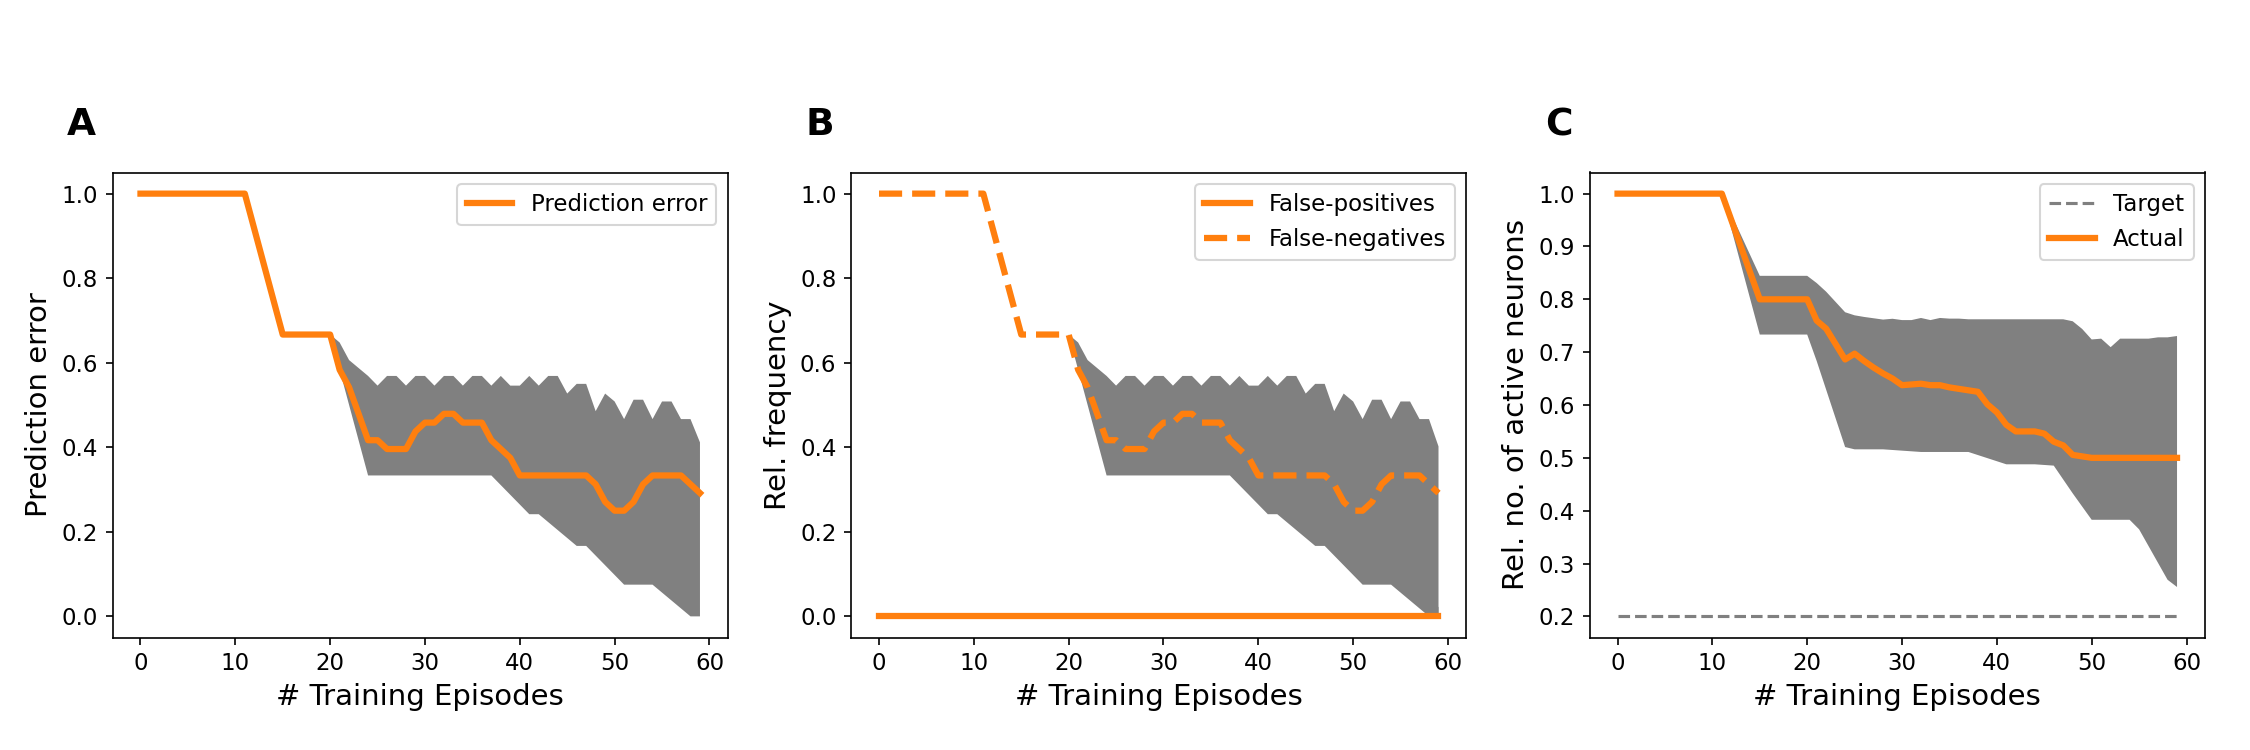 A
Prediction error
1.0
0.8
0.6
0.4
0.2
0.0
0 10 20 30 40 50 60
# Training Episodes
Prediction error
B
False-positives
False-negatives
1.0
0.8
0.6
0.4
0.2
0.0
0 10 20 30 40 50 60
# Training Episodes
Rel. frequency
C
Target
Actual
1.0
0.9
0.8
0.7
0.6
0.5
0.4
0.3
0.2
0 10 20 30 40 50 60
# Training Episodes
Rel. no. of active neurons